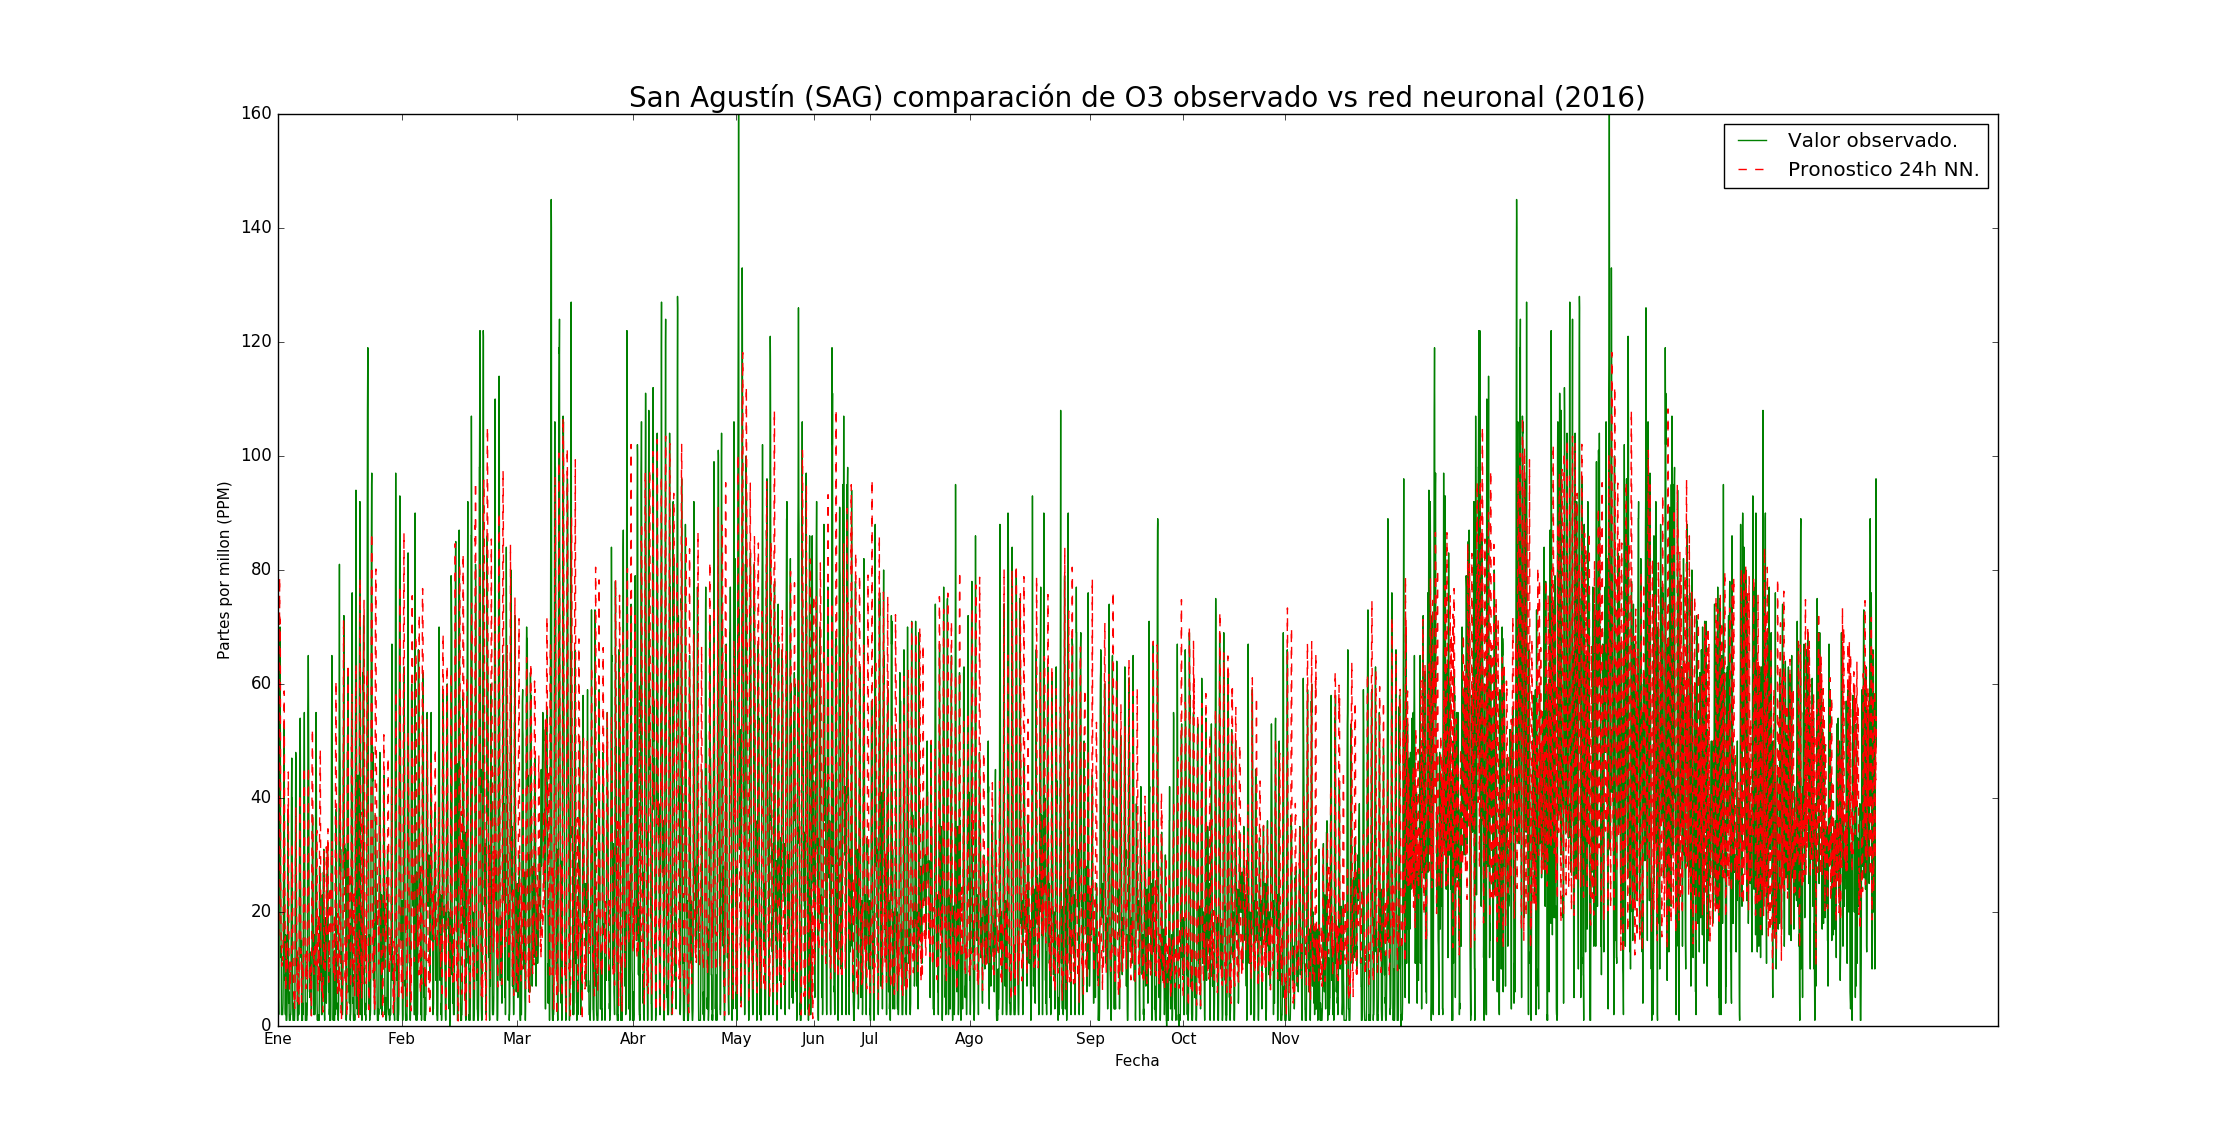 San Agustín (SAG) comparación de O3 observado vs red neuronal (2016)
160
140
120
100
80
60
40
20
0
Partes por millon (PPM)
Valor observado.
Pronostico 24h NN.
Ene Feb Mar Abr May Jun Jul Ago Sep Oct Nov
Fecha